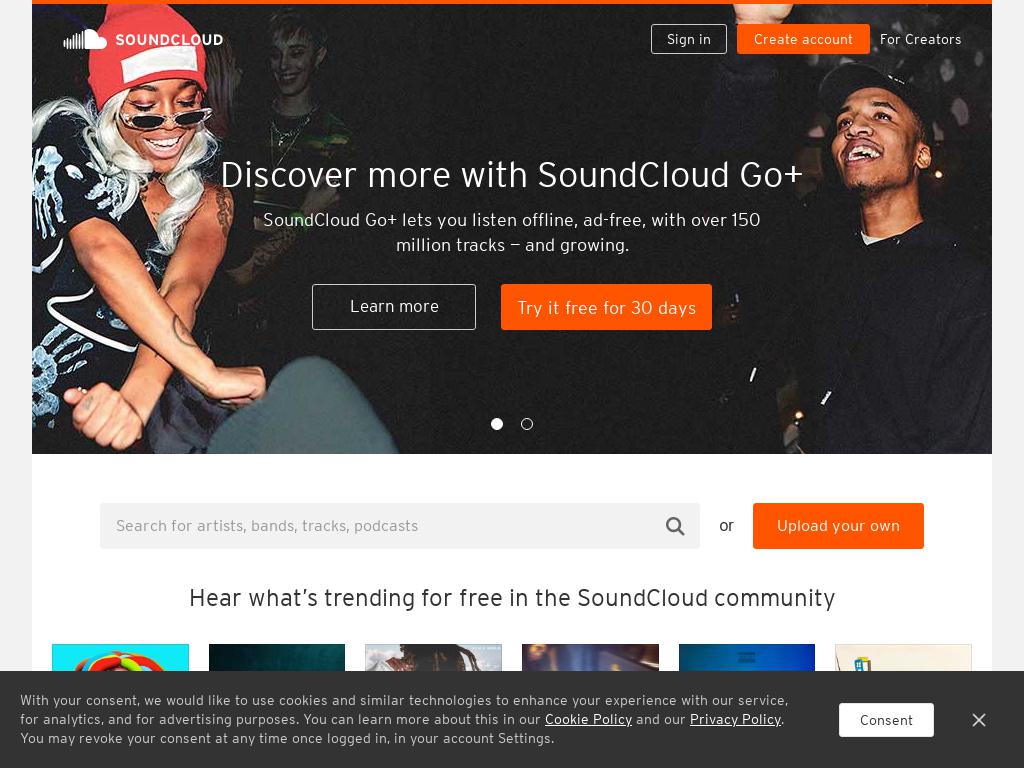 SOUNDCLOUD
Sign in
Create account
For Creators
Discover more with SoundCloud Go+
SoundCloud Go+ lets you listen offline, ad-free, with over 150
million tracks – and growing.
Learn more
Try it free for 30 days
Search for artists, bands, tracks, podcasts
or
Upload your own
Hear what’s trending for free in the SoundCloud community
With your consent, we would like to use cookies and similar technologies to enhance your experience with our service,
for analytics, and for advertising purposes. You can learn more about this in our Cookie Policy and our Privacy Policy.
You may revoke your consent at any time once logged in, in your account Settings.
Consent